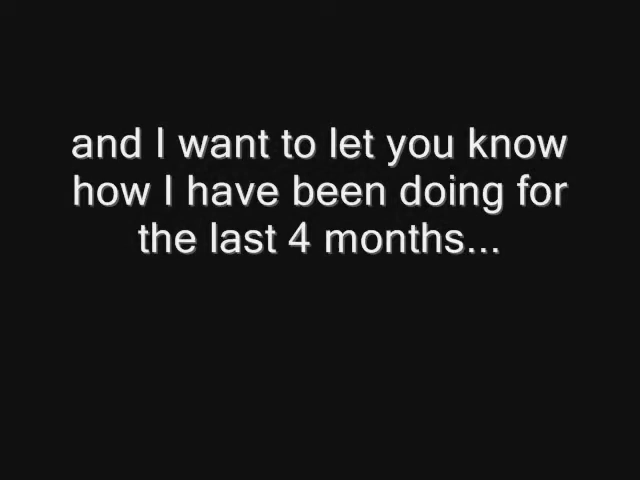 and I want to let you know
how I have been doing for
the last 4 months...